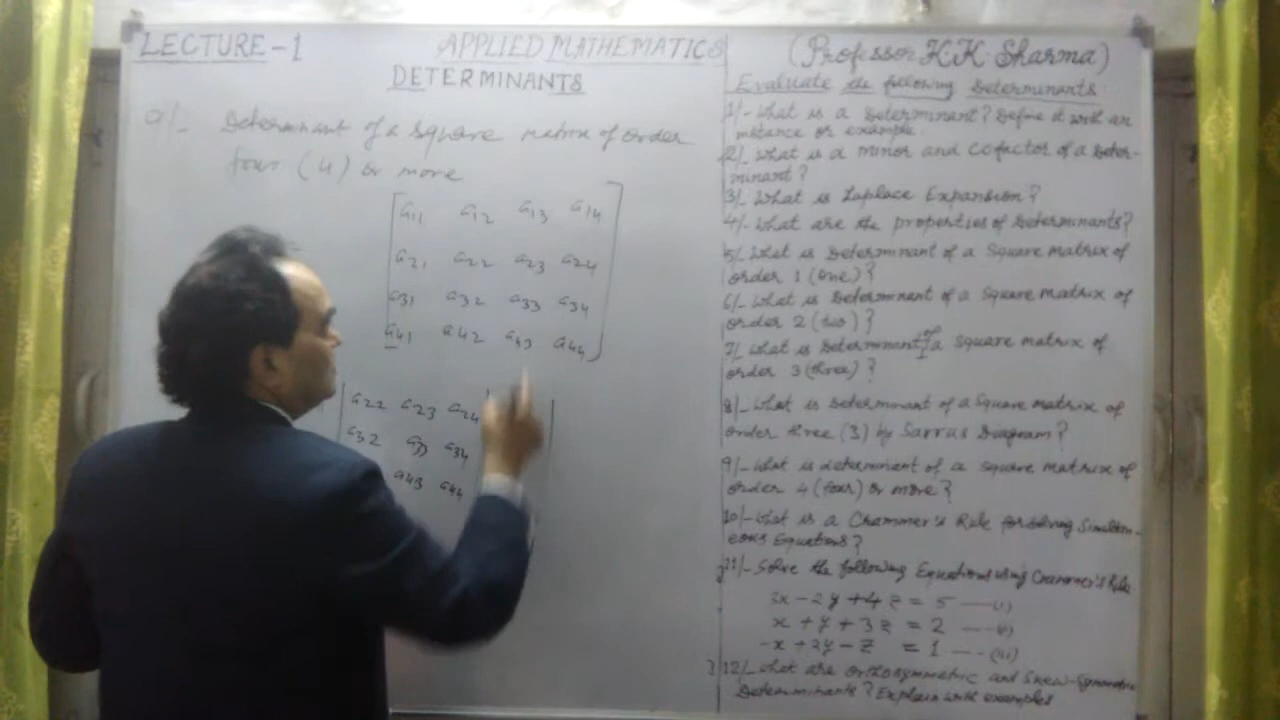 LECTURE-1
APPLIED MATHEMATICS
DETERMINANTS
9/- Determinant of a Square matrix of order
four (4) or more
a11 a12 a13 a14
a21 a22 a23 a24
a31 a32 a33 a34
a41 a42 a43 a44
a22 a23 a24
a32 a33 a34
a43 a44
(Professor K.K. Sharma)
Evaluate the following Determinants
1/- What is a Determinant? Define it with an
instance or example.
2/- What is a minor and cofactor of a Deter-
minant?
3/- What is Laplace Expansion?
4/- What are the properties of Determinants?
5/- What is Determinant of a Square matrix of
order 1 (one)?
6/- What is Determinant of a Square matrix of
order 2 (two)?
7/- What is Determinant of a square matrix of
order 3 (three)?
8/- What is Determinant of a Square matrix of
order three (3) by Sarrus Diagram?
9/- What is determinant of a square matrix of
order 4 (four) or more?
10/- What is a Crammer's Rule for solving Simultan-
eous Equations?
11/- Solve the following Equations using Crammer's Rule
3x - 2y + 4z = 5 —(i)
x + y + 3z = 2 —(ii)
-x + 2y - z = 1 —(iii)
12/- What are orthosymmetric and Skew-Symmetric
Determinants? Explain with examples